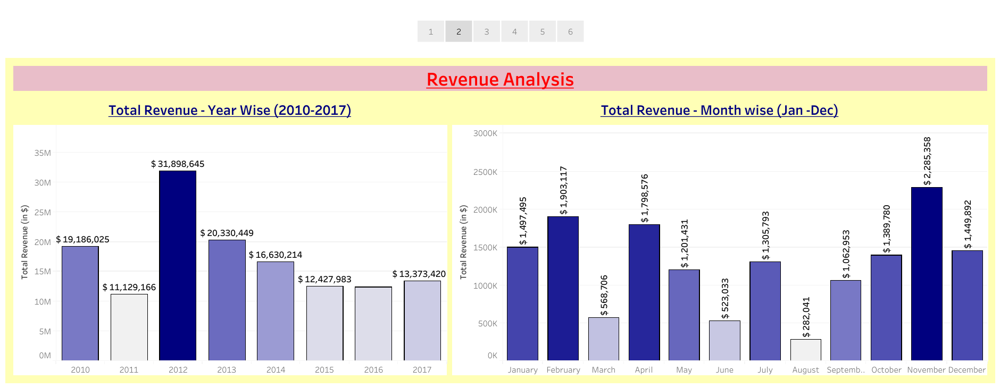 1 2 3 4 5 6
Revenue Analysis
Total Revenue - Year Wise (2010-2017)
Total Revenue (in $)
35M
30M
25M
20M
15M
10M
5M
0M
$ 19,186,025
$ 11,129,166
$ 31,898,645
$ 20,330,449
$ 16,630,214
$ 12,427,983
$ 13,373,420
2010 2011 2012 2013 2014 2015 2016 2017
Total Revenue - Month wise (Jan -Dec)
Total Revenue (in $)
3000K
2500K
2000K
1500K
1000K
500K
0K
$ 1,497,495
$ 1,903,117
$ 568,706
$ 1,798,576
$ 1,201,431
$ 523,033
$ 1,305,793
$ 282,041
$ 1,062,953
$ 1,389,780
$ 2,285,358
$ 1,449,892
January February March April May June July August Septemb.. October November December